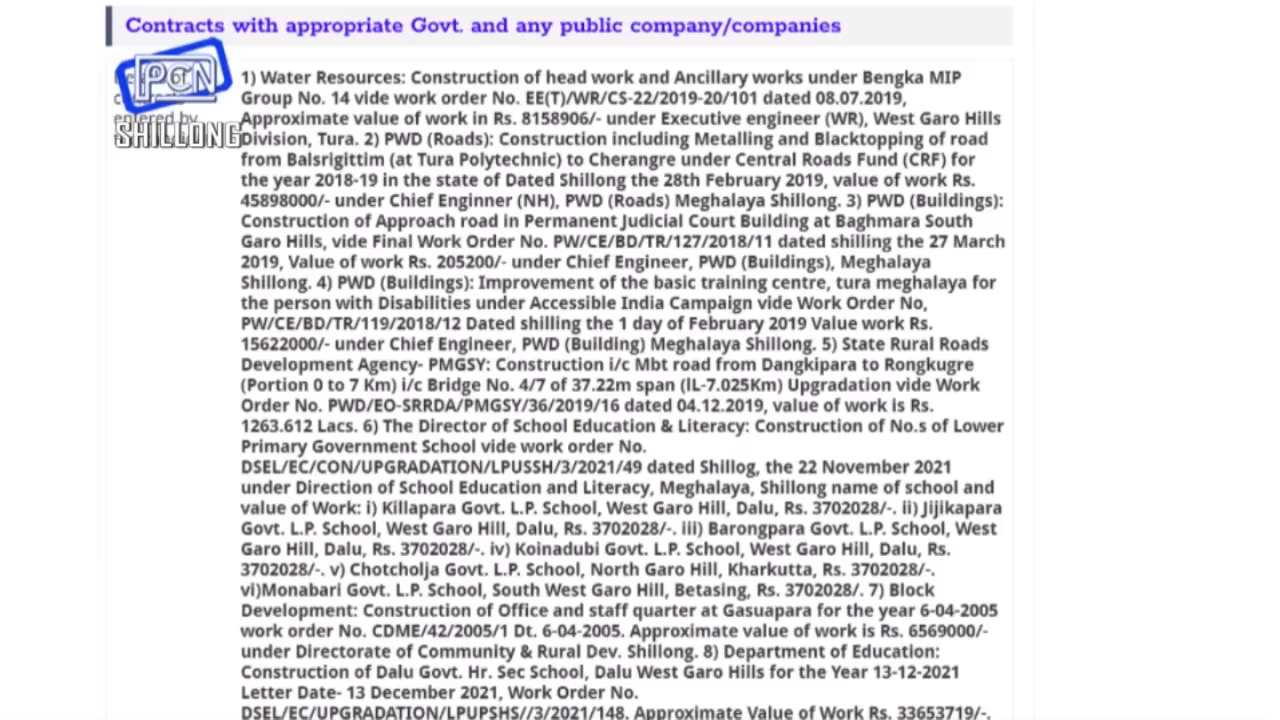 Contracts with appropriate Govt. and any public company/companies
PCN
SHILLONG
entered by
1) Water Resources: Construction of head work and Ancillary works under Bengka MIP
Group No. 14 vide work order No. EE(T)/WR/CS-22/2019-20/101 dated 08.07.2019,
Approximate value of work in Rs. 8158906/- under Executive engineer (WR), West Garo Hills
Division, Tura. 2) PWD (Roads): Construction including Metalling and Blacktopping of road
from Balsrigittim (at Tura Polytechnic) to Cherangre under Central Roads Fund (CRF) for
the year 2018-19 in the state of Dated Shillong the 28th February 2019, value of work Rs.
45898000/- under Chief Enginner (NH), PWD (Roads) Meghalaya Shillong. 3) PWD (Buildings):
Construction of Approach road in Permanent Judicial Court Building at Baghmara South
Garo Hills, vide Final Work Order No. PW/CE/BD/TR/127/2018/11 dated shilling the 27 March
2019, Value of work Rs. 205200/- under Chief Engineer, PWD (Buildings), Meghalaya
Shillong. 4) PWD (Buildings): Improvement of the basic training centre, tura meghalaya for
the person with Disabilities under Accessible India Campaign vide Work Order No,
PW/CE/BD/TR/119/2018/12 Dated shilling the 1 day of February 2019 Value work Rs.
15622000/- under Chief Engineer, PWD (Building) Meghalaya Shillong. 5) State Rural Roads
Development Agency- PMGSY: Construction i/c Mbt road from Dangkipara to Rongkugre
(Portion 0 to 7 Km) i/c Bridge No. 4/7 of 37.22m span (lL-7.025Km) Upgradation vide Work
Order No. PWD/EO-SRRDA/PMGSY/36/2019/16 dated 04.12.2019, value of work is Rs.
1263.612 Lacs. 6) The Director of School Education & Literacy: Construction of No.s of Lower
Primary Government School vide work order No.
DSEL/EC/CON/UPGRADATION/LPUSSH/3/2021/49 dated Shillog, the 22 November 2021
under Direction of School Education and Literacy, Meghalaya, Shillong name of school and
value of Work: i) Killapara Govt. L.P. School, West Garo Hill, Dalu, Rs. 3702028/-. ii) Jijikapara
Govt. L.P. School, West Garo Hill, Dalu, Rs. 3702028/-. iii) Barongpara Govt. L.P. School, West
Garo Hill, Dalu, Rs. 3702028/-. iv) Koinadubi Govt. L.P. School, West Garo Hill, Dalu, Rs.
3702028/-. v) Chotcholja Govt. L.P. School, North Garo Hill, Kharkutta, Rs. 3702028/-.
vi)Monabari Govt. L.P. School, South West Garo Hill, Betasing, Rs. 3702028/. 7) Block
Development: Construction of Office and staff quarter at Gasuapara for the year 6-04-2005
work order No. CDME/42/2005/1 Dt. 6-04-2005. Approximate value of work is Rs. 6569000/-
under Directorate of Community & Rural Dev. Shillong. 8) Department of Education:
Construction of Dalu Govt. Hr. Sec School, Dalu West Garo Hills for the Year 13-12-2021
Letter Date- 13 December 2021, Work Order No.
DSEL/EC/UPGRADATION/LPUPSHS//3/2021/148. Approximate Value of Work Rs. 33653719/-.